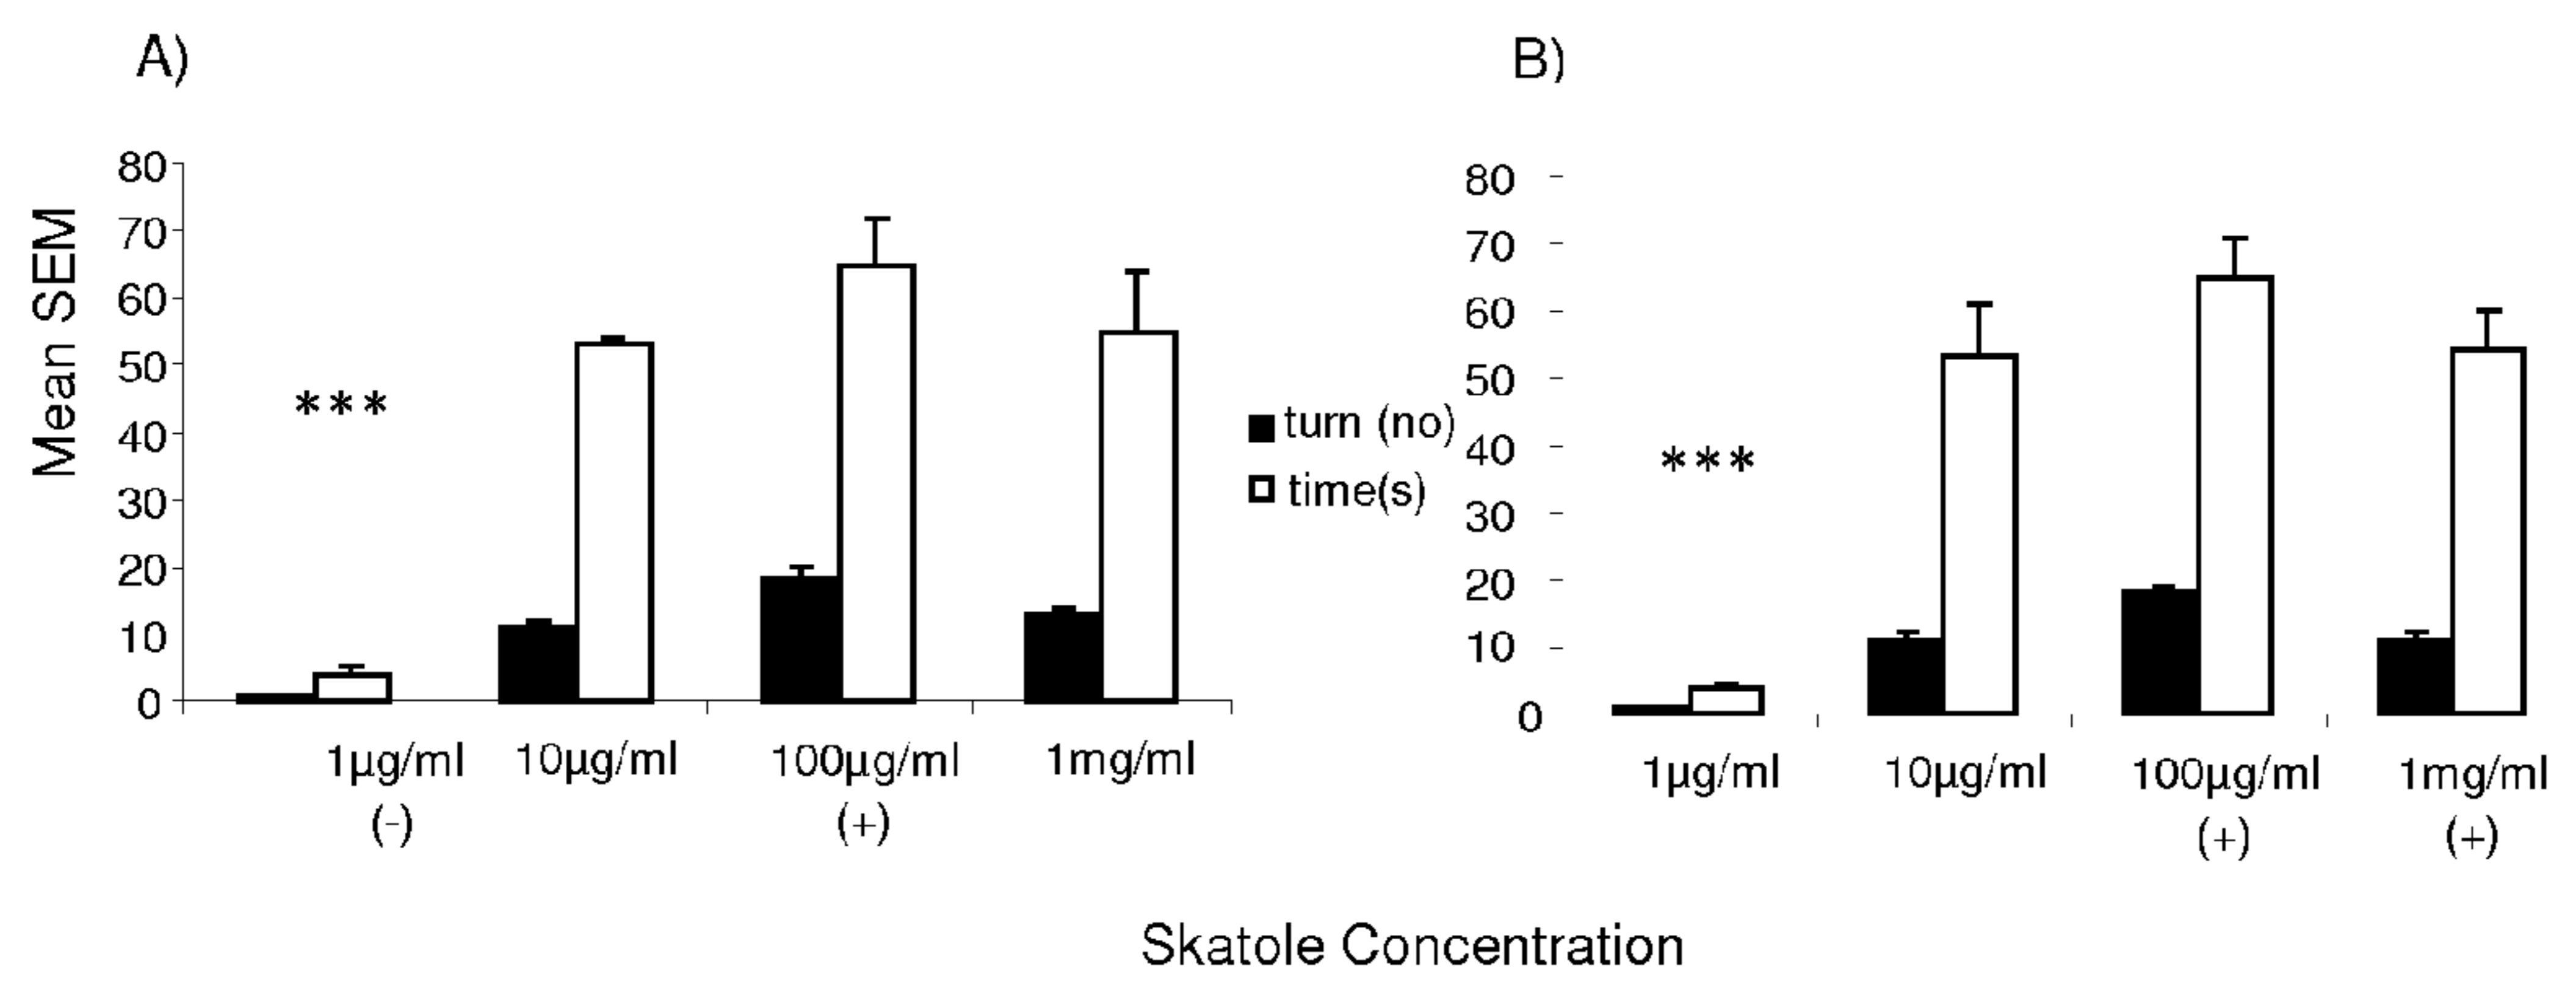 A)
Mean SEM
80
70
60
50
40
30
20
10
0
***
1µg/ml
(-)
10µg/ml
100µg/ml
(+)
1mg/ml
turn (no)
time(s)
B)
80
70
60
50
40
30
20
10
0
***
1µg/ml
10µg/ml
100µg/ml
(+)
1mg/ml
(+)
Skatole Concentration